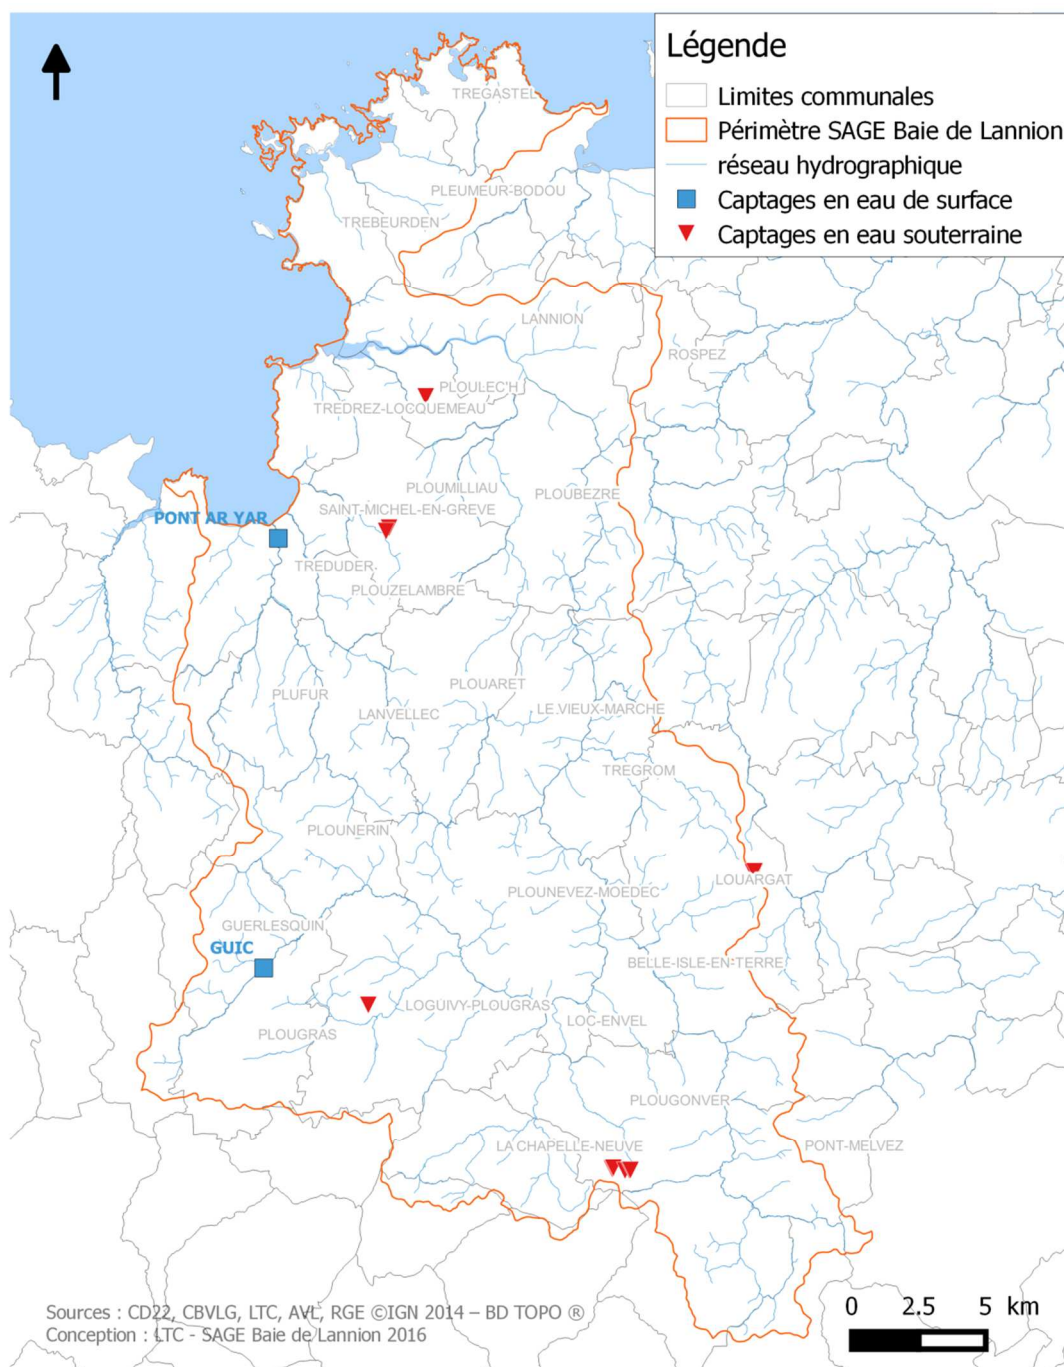 Légende
Limites communales
Périmètre SAGE Baie de Lannion
réseau hydrographique
Captages en eau de surface
Captages en eau souterraine
TREGASTEL
PLEUMEUR-BODOU
TREBEURDEN
LANNION
ROSPEZ
PLOULEC'H
TREDREZ-LOCQUEMEAU
PLOUMILLIAU
PLOUBEZRE
SAINT-MICHEL-EN-GREVE
PONT AR YAR
TREDUDER
PLOUZELAMBRE
PLOUARET
PLUFUR
LANVELLEC
LE VIEUX-MARCHE
TREGROM
PLOUNERIN
LOUARGAT
PLOUNEVEZ-MOEDEC
GUERLESQUIN
GUIC
BELLE-ISLE-EN-TERRE
LOGUIVY-PLOUGRAS
LOC-ENVEL
PLOUGRAS
PLOUGONVER
LA CHAPELLE-NEUVE
PONT-MELVEZ
0 2.5 5 km
Sources : CD22, CBVLG, LTC, AVL, RGE ©IGN 2014 – BD TOPO ®
Conception : LTC - SAGE Baie de Lannion 2016